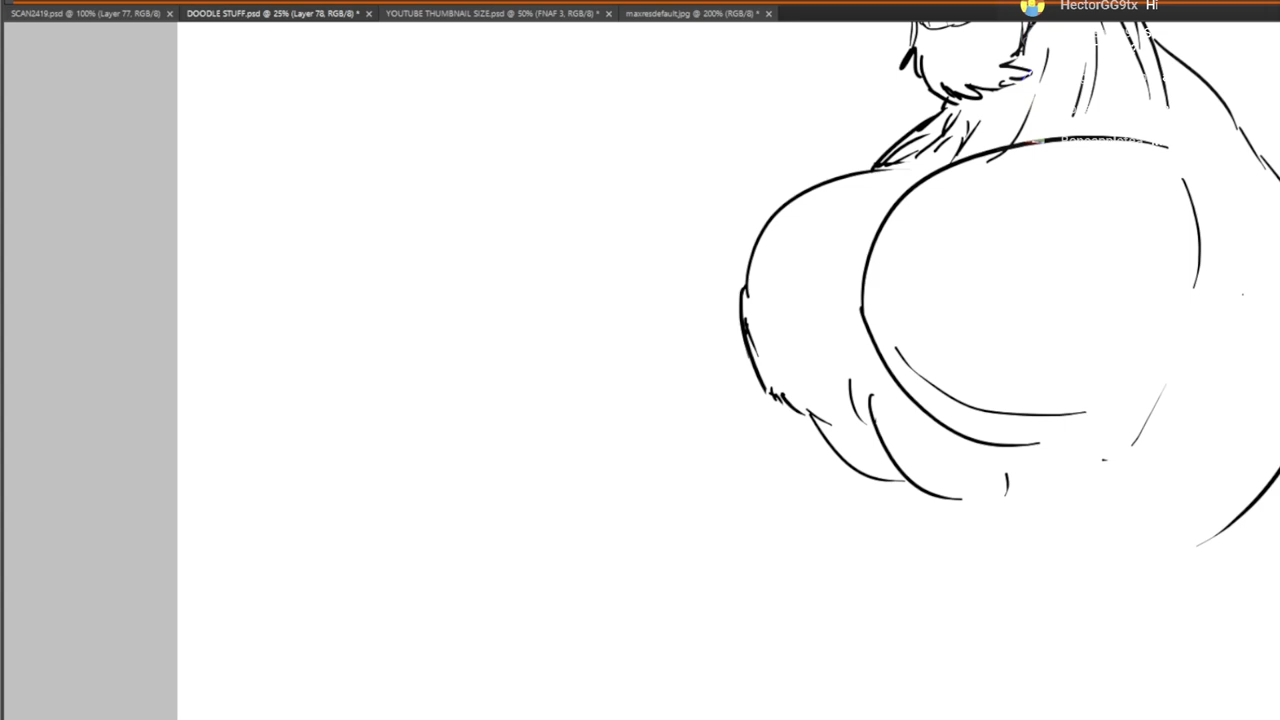 HectorGG9tx Hi
SCAN2419.psd @ 100% (Layer 77, RGB/8) ×
DOODLE STUFF.psd @ 25% (Layer 78, RGB/8) * ×
YOUTUBE THUMBNAIL SIZE.psd @ 50% (FNAF 3, RGB/8) * ×
maxresdefault.jpg @ 200% (RGB/8) * ×